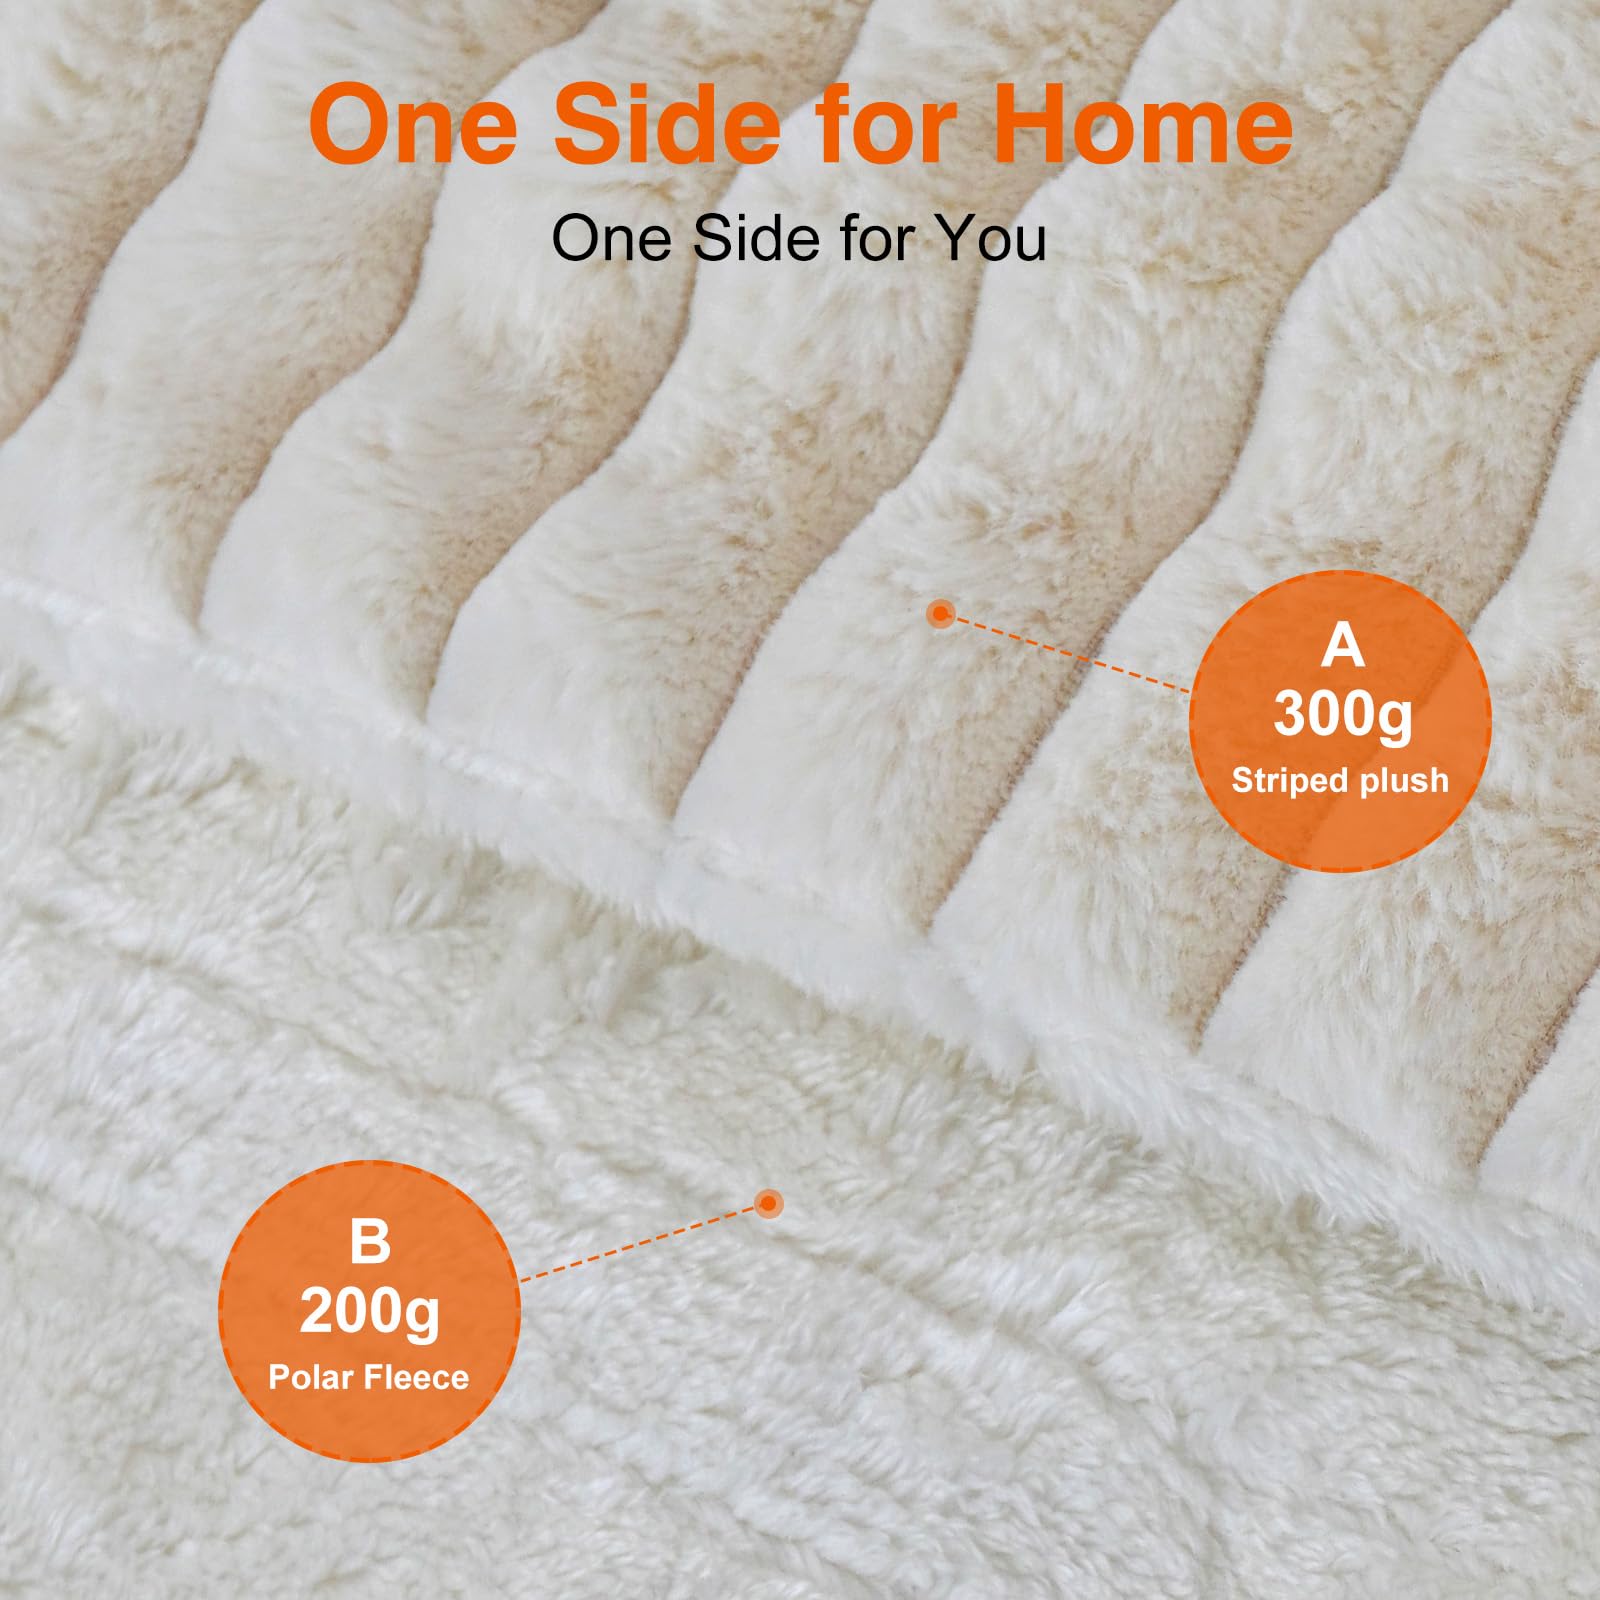 One Side for Home
One Side for You
A
300g
Striped plush
B
200g
Polar Fleece